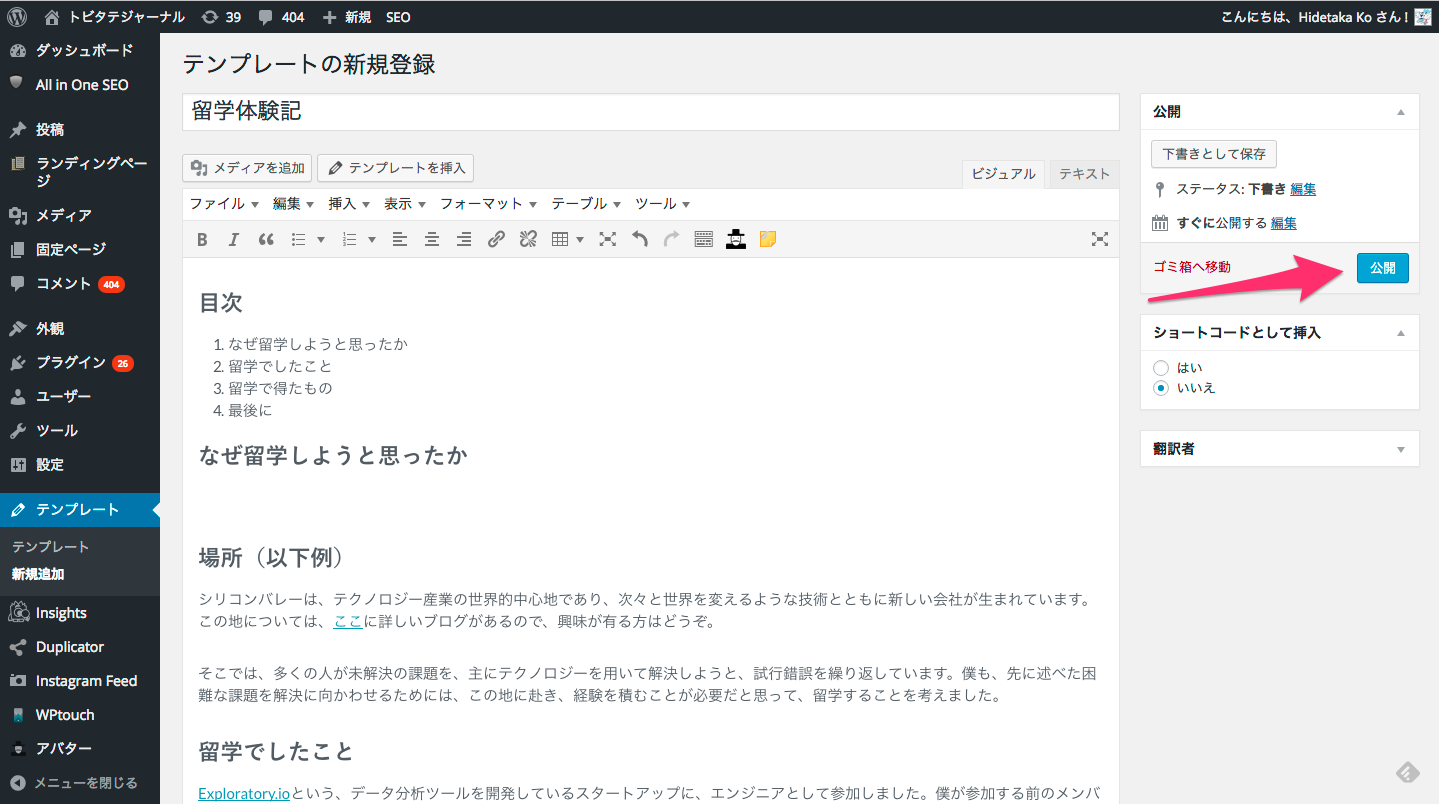 トビタテジャーナル 39 404 新規 SEO
こんにちは、Hidetaka Ko さん!
ダッシュボード
All in One SEO
投稿
ランディングペー
ジ
メディア
固定ページ
コメント 404
外観
プラグイン 26
ユーザー
ツール
設定
テンプレート
テンプレート
新規追加
Insights
Duplicator
Instagram Feed
WPtouch
アバター
メニューを閉じる
テンプレートの新規登録
留学体験記
メディアを追加 テンプレートを挿入
ビジュアル テキスト
ファイル 編集 挿入 表示 フォーマット テーブル ツール
B I
目次
1. なぜ留学しようと思ったか
2. 留学でしたこと
3. 留学で得たもの
4. 最後に
なぜ留学しようと思ったか
場所（以下例）
シリコンバレーは、テクノロジー産業の世界的中心地であり、次々と世界を変えるような技術とともに新しい会社が生まれています。
この地については、ここに詳しいブログがあるので、興味が有る方はどうぞ。
そこでは、多くの人が未解決の課題を、主にテクノロジーを用いて解決しようと、試行錯誤を繰り返しています。僕も、先に述べた困
難な課題を解決に向かわせるためには、この地に赴き、経験を積むことが必要だと思って、留学することを考えました。
留学でしたこと
Exploratory.ioという、データ分析ツールを開発しているスタートアップに、エンジニアとして参加しました。僕が参加する前のメンバ
公開
下書きとして保存
ステータス: 下書き 編集
すぐに公開する 編集
ゴミ箱へ移動
公開
ショートコードとして挿入
はい
いいえ
翻訳者